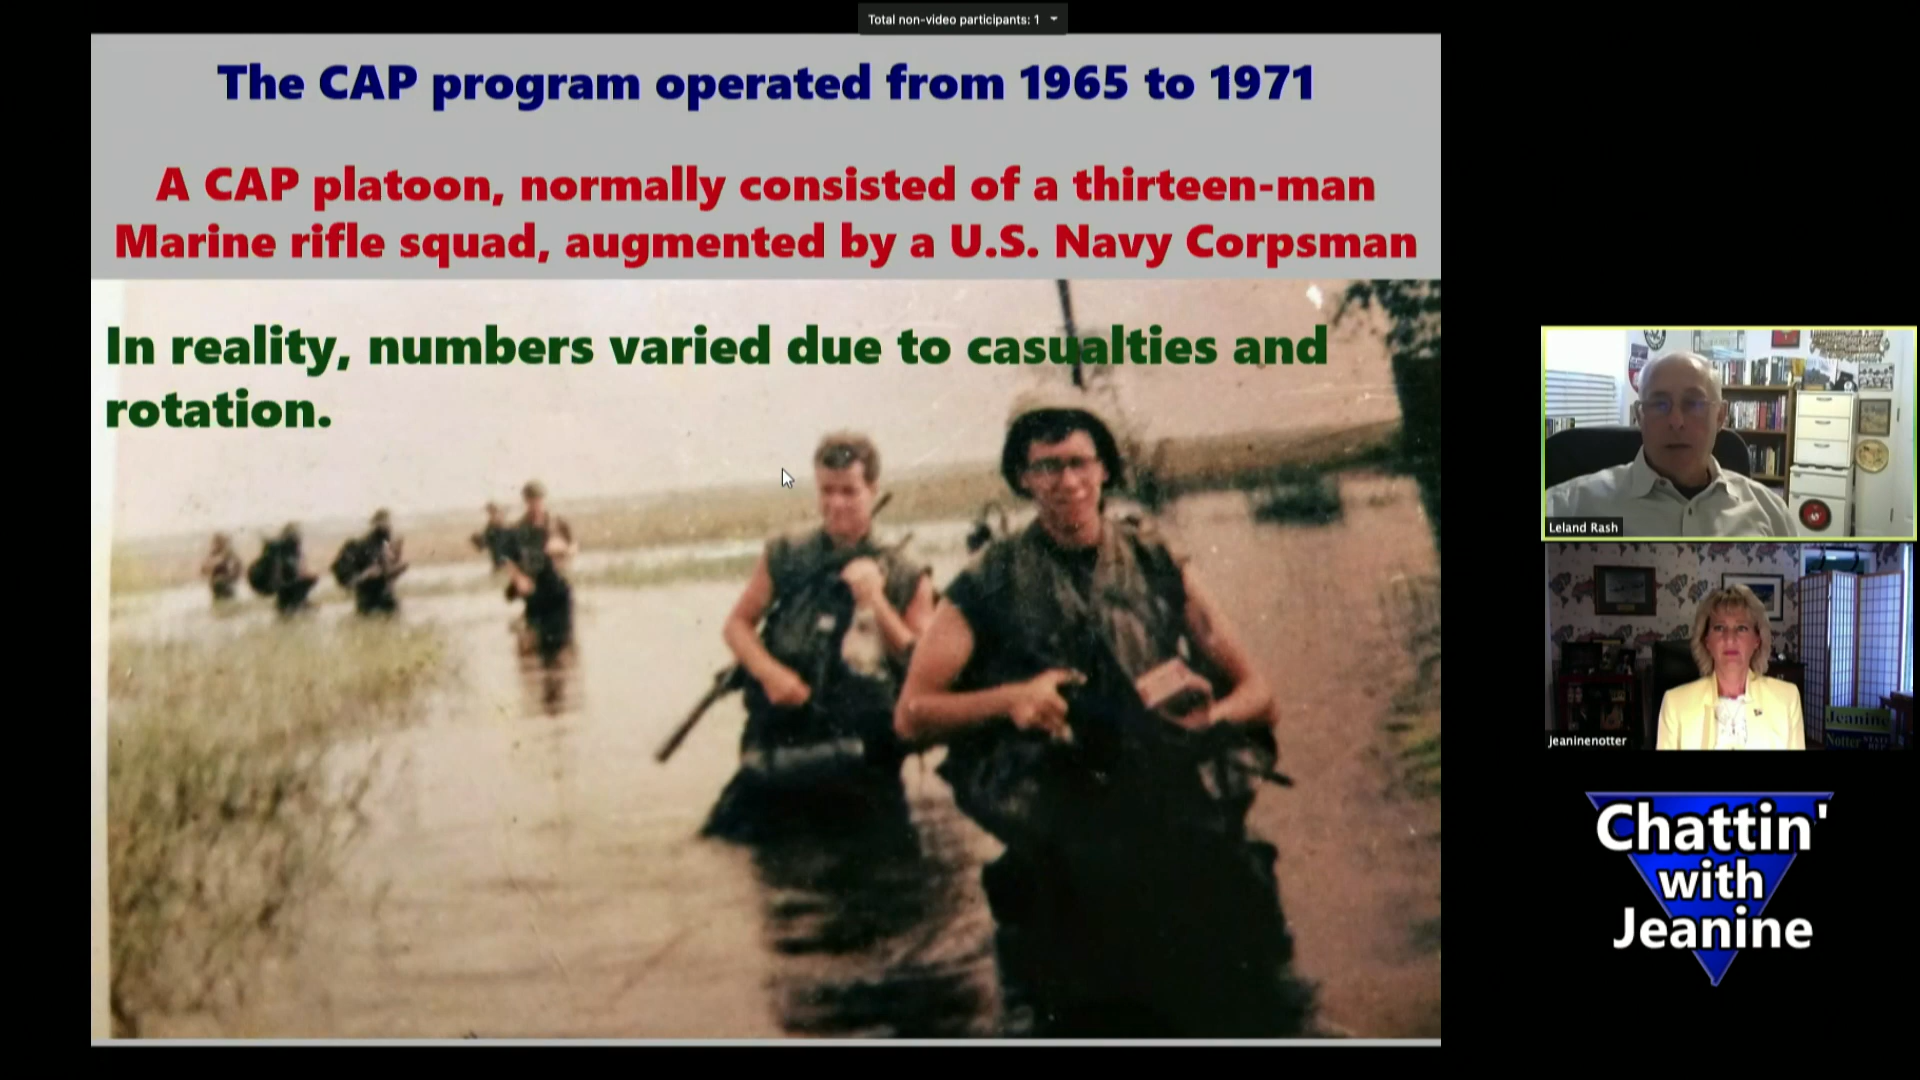 Total non-video participants: 1
The CAP program operated from 1965 to 1971
A CAP platoon, normally consisted of a thirteen-man
Marine rifle squad, augmented by a U.S. Navy Corpsman
In reality, numbers varied due to casualties and
rotation.
Leland Rash
Jeanine
Notter
jeaninenotter
Chattin'
with
Jeanine